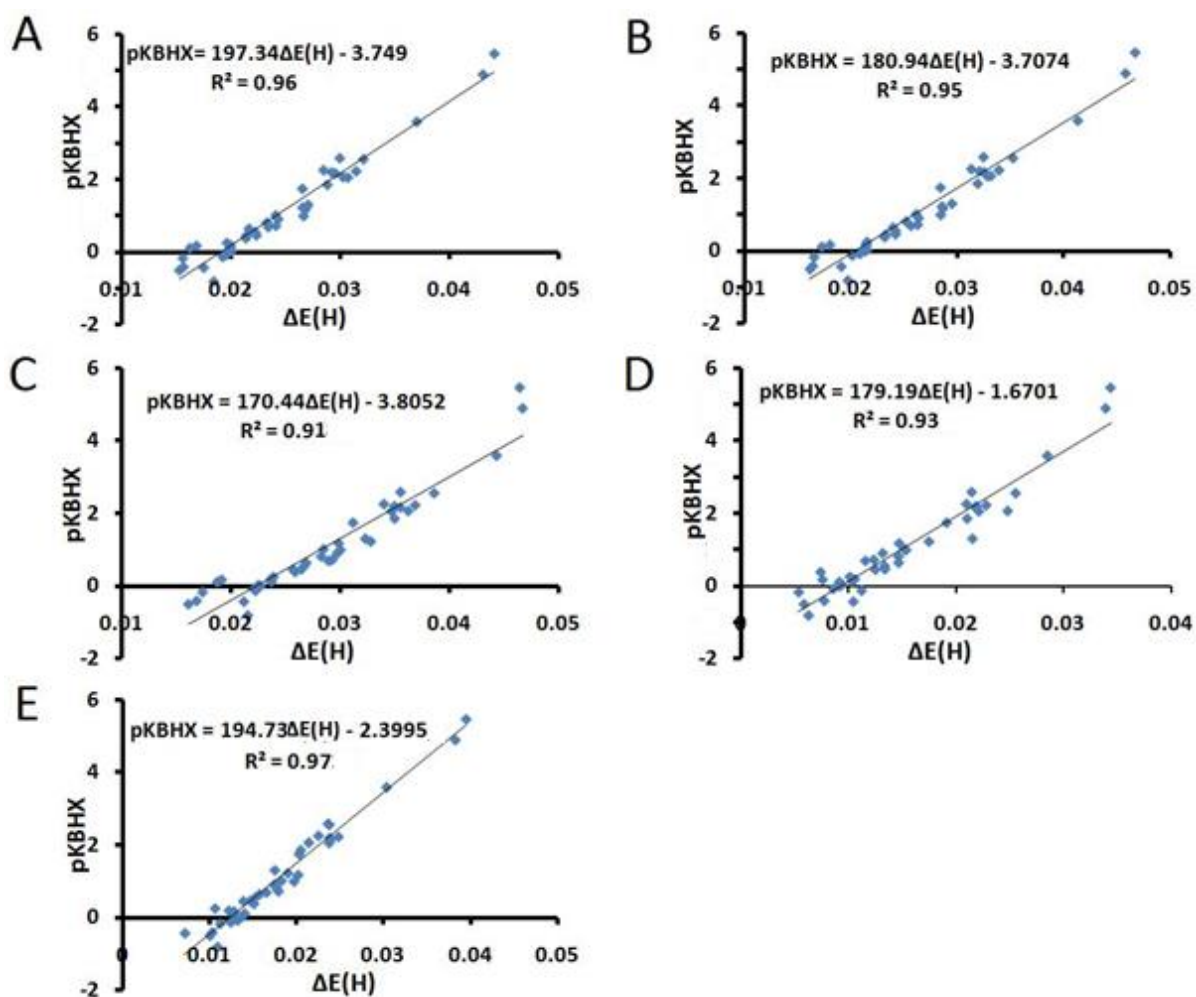 A
pKBHX= 197.34ΔE(H) - 3.749
R² = 0.96
6
4
2
0
-2
pKBHX
0.01 0.02 0.03 0.04 0.05
ΔE(H)
B
pKBHX = 180.94ΔE(H) - 3.7074
R² = 0.95
6
4
2
0
-2
pKBHX
0.01 0.02 0.03 0.04 0.05
ΔE(H)
C
pKBHX = 170.44ΔE(H) - 3.8052
R² = 0.91
6
4
2
0
-2
pKBHX
0.01 0.02 0.03 0.04 0.05
ΔE(H)
D
pKBHX = 179.19ΔE(H) - 1.6701
R² = 0.93
6
4
2
0
-2
pKBHX
0 0.01 0.02 0.03 0.04
ΔE(H)
E
pKBHX = 194.73ΔE(H) - 2.3995
R² = 0.97
6
4
2
0
-2
pKBHX
0 0.01 0.02 0.03 0.04 0.05
ΔE(H)